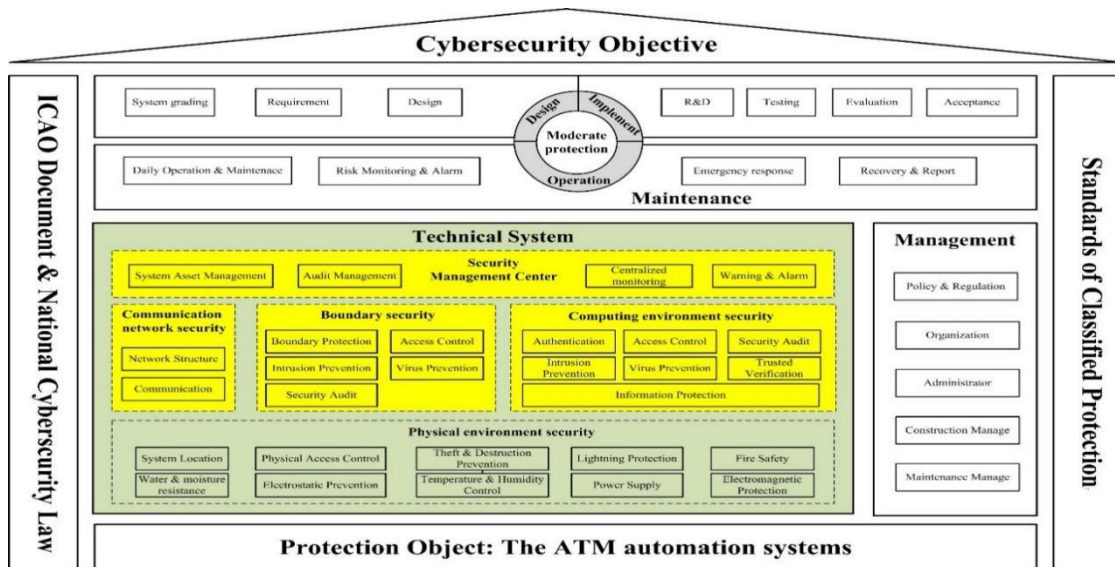 Cybersecurity Objective
ICAO Document & National Cyberscurity Law
System grading
Requirement
Design
Design
Implement
Operation
Moderate
protection
R&D
Testing
Evaluation
Acceptance
Daily Operation & Maintenace
Risk Monitoring & Alarm
Emergency response
Recovery & Report
Maintenance
Technical System
Security
Management Center
System Asset Management
Audit Management
Centralized
monitoring
Warning & Alarm
Communication
network security
Network Structure
Communication
Boundary security
Boundary Protection
Access Control
Intrusion Prevention
Virus Prevention
Security Audit
Computing environment security
Authentication
Access Control
Security Audit
Intrusion
Prevention
Virus Prevention
Trusted
Verification
Information Protection
Physical environment security
System Location
Physical Access Control
Theft & Destruction
Prevention
Lightning Protection
Fire Safety
Water & moisture
resistance
Electrostatic Prevention
Temperature & Humidity
Control
Power Supply
Electromagnetic
Protection
Management
Policy & Regulation
Organization
Administrator
Construction Manage
Maintenance Manage
Standards of Classified Protection
Protection Object: The ATM automation systems